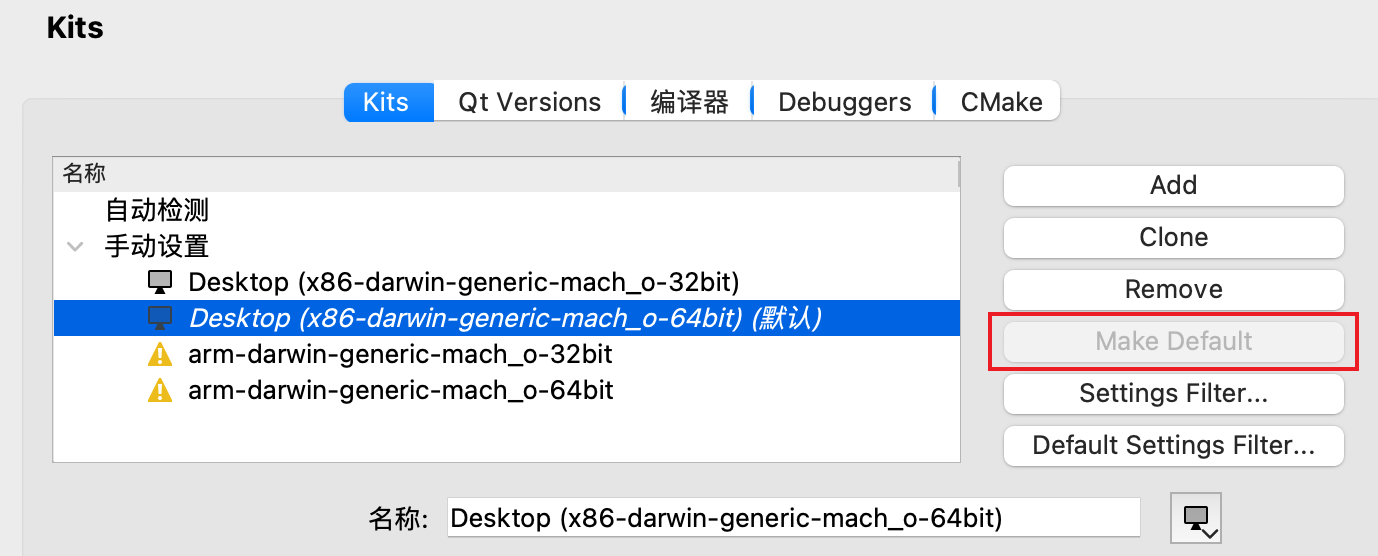 Kits
Kits Qt Versions 编译器 Debuggers CMake
名称
自动检测
手动设置
Desktop (x86-darwin-generic-mach_o-32bit)
Desktop (x86-darwin-generic-mach_o-64bit) (默认)
arm-darwin-generic-mach_o-32bit
arm-darwin-generic-mach_o-64bit
Add
Clone
Remove
Make Default
Settings Filter...
Default Settings Filter...
名称: Desktop (x86-darwin-generic-mach_o-64bit)